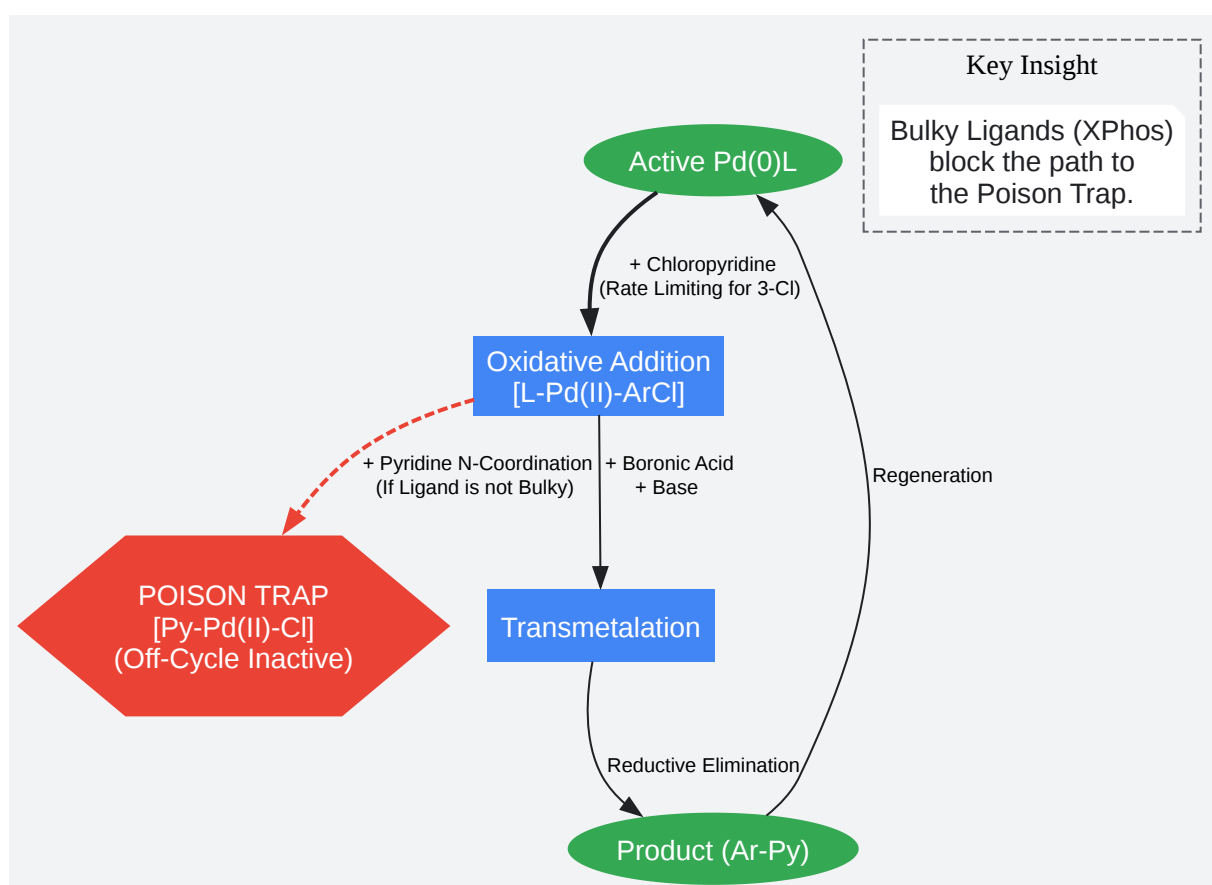 Key Insight
Bulky Ligands (XPhos)
block the path to
the Poison Trap.
Active Pd(0)L
+ Chloropyridine
(Rate Limiting for 3-Cl)
Oxidative Addition
[L-Pd(II)-ArCl]
+ Pyridine N-Coordination
(If Ligand is not Bulky)
+ Boronic Acid
+ Base
Regeneration
POISON TRAP
[Py-Pd(II)-Cl]
(Off-Cycle Inactive)
Transmetalation
Reductive Elimination
Product (Ar-Py)